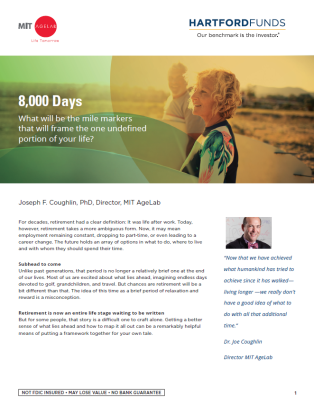 MIT AGELAB
Life Tomorrow
HARTFORDFUNDS
Our benchmark is the investor.®
8,000 Days
What will be the mile markers
that will frame the one undefined
portion of your life?
Joseph F. Coughlin, PhD, Director, MIT AgeLab
For decades, retirement had a clear definition: it was life after work. Today,
however, retirement takes a more ambiguous form. Now, it may mean
employment remaining constant, dropping to part-time, or even leading to a
career change. The future holds an array of options in what to do, where to live
and with whom they should spend their time.
Subhead to come
Unlike past generations, that period is no longer a relatively brief one at the end
of our lives. Most of us are excited about what lies ahead, imagining endless days
devoted to golf, grandchildren, and travel. But chances are retirement will be a
bit different than that. The idea of this time as a brief period of relaxation and
reward is a misconception.
Retirement is now an entire life stage waiting to be written
But for some people, that story is a difficult one to craft alone. Getting a better
sense of what lies ahead and how to map it all out can be a remarkably helpful
means of putting a framework together for your own tale.
"Now that we have achieved
what humankind has tried to
achieve since it has walked—
living longer —we really don't
have a good idea of what to
do with all that additional
time."
Dr. Joe Coughlin
Director MIT AgeLab
NOT FDIC INSURED • MAY LOSE VALUE • NO BANK GUARANTEE
1